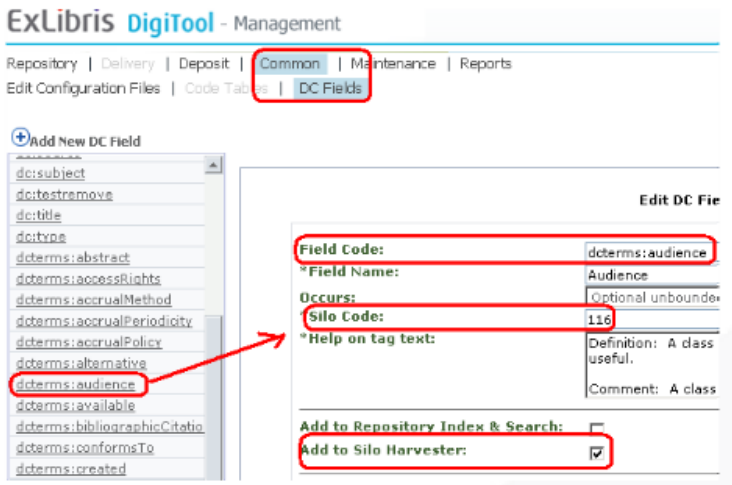 ExLibris DigiTool - Management
Repository | Delivery | Deposit | Common | Maintenance | Reports
Edit Configuration Files | Code Tables | DC Fields
Add New DC Field
dc:subject
dc:testremove
dc:title
dc:type
dcterms:abstract
dcterms:accessRights
dcterms:accrualMethod
dcterms:accrualPeriodicity
dcterms:accrualPolicy
dcterms:alternative
dcterms:audience
dcterms:available
dcterms:bibliographicCitatio
dcterms:conformsTo
dcterms:created
Edit DC Fie
Field Code: dcterms:audience
*Field Name: Audience
Occurs: Optional unbounde
*Silo Code: 116
*Help on tag text: Definition: A class
useful.
Comment: A class
Add to Repository Index & Search:
Add to Silo Harvester: